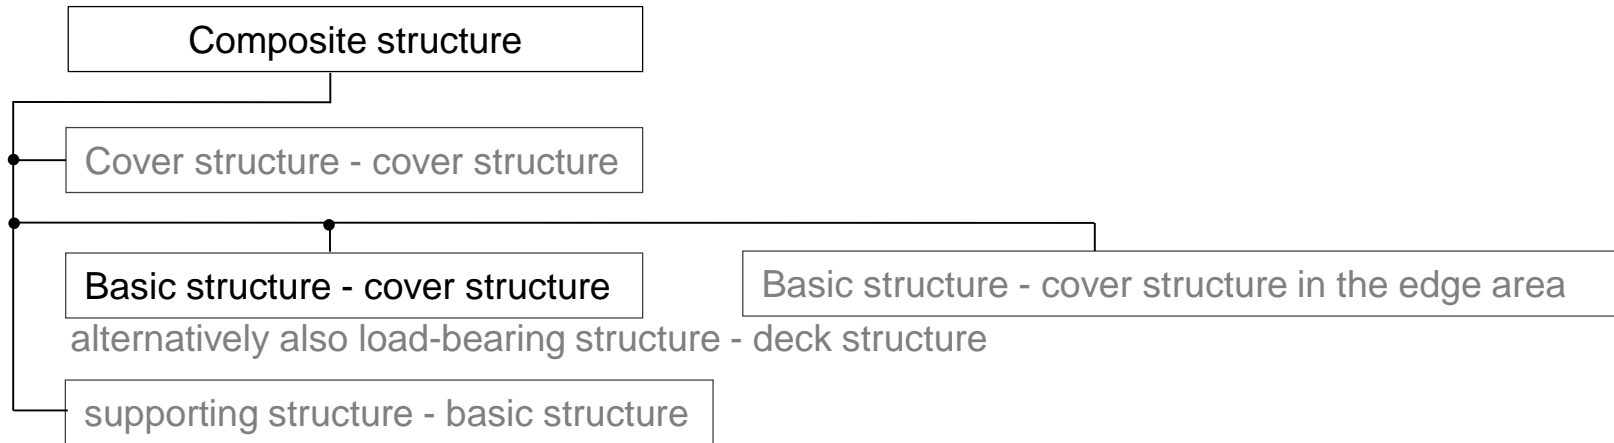 Composite structure
Cover structure - cover structure
Basic structure - cover structure
Basic structure - cover structure in the edge area
alternatively also load-bearing structure - deck structure
supporting structure - basic structure